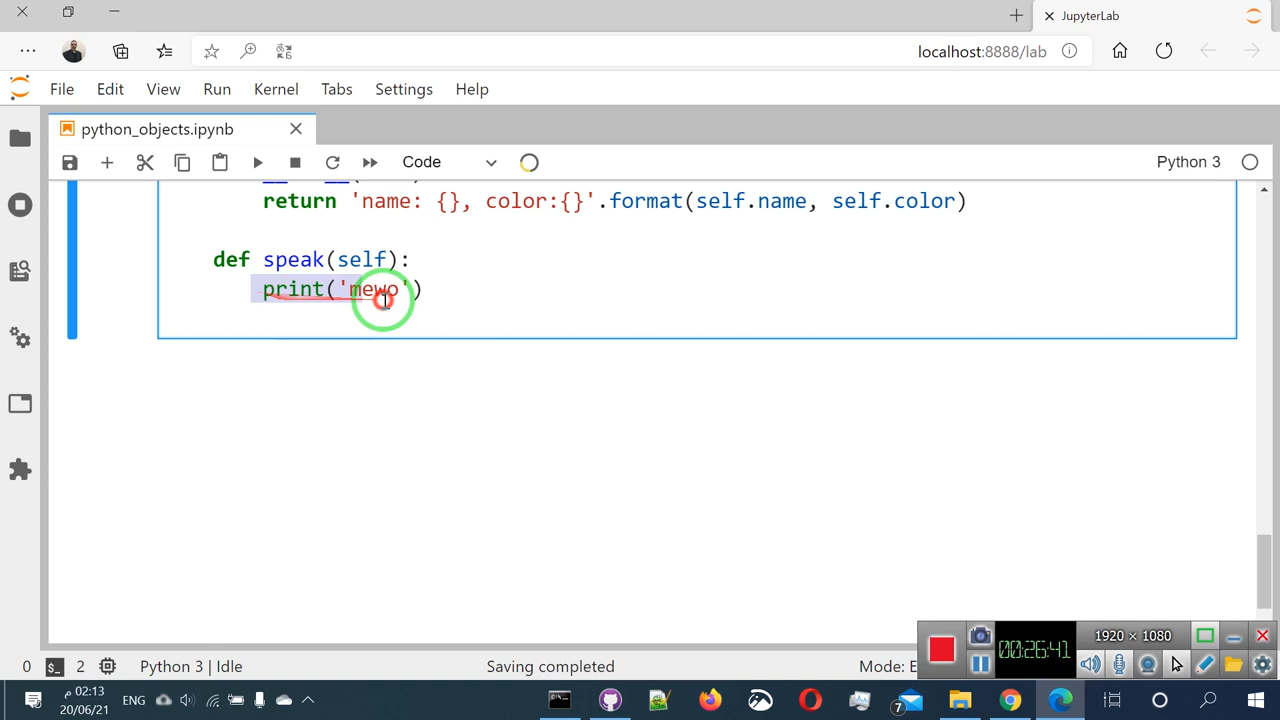 JupyterLab
localhost:8888/lab
File Edit View Run Kernel Tabs Settings Help
python_objects.ipynb
Code Python 3
return 'name: {}, color:{}'.format(self.name, self.color)
def speak(self):
print('mewo')
0 2 Python 3 | Idle Saving completed Mode: E
00:26:41 1920 × 1080
02:13 م
20/06/21
ENG
7